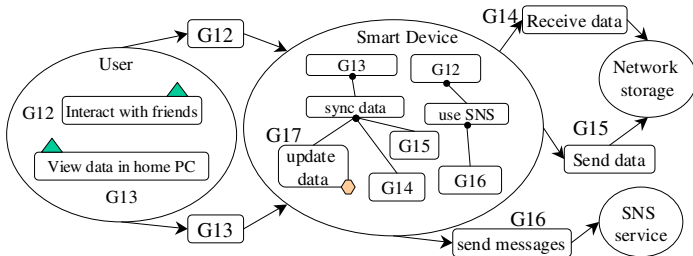 G12
User
G12
Interact with friends
View data in home PC
G13
G13
Smart Device
G13
G12
sync data
use SNS
G17
update
data
G15
G14
G16
G14
Receive data
Network
storage
G15
Send data
G16
send messages
SNS
service